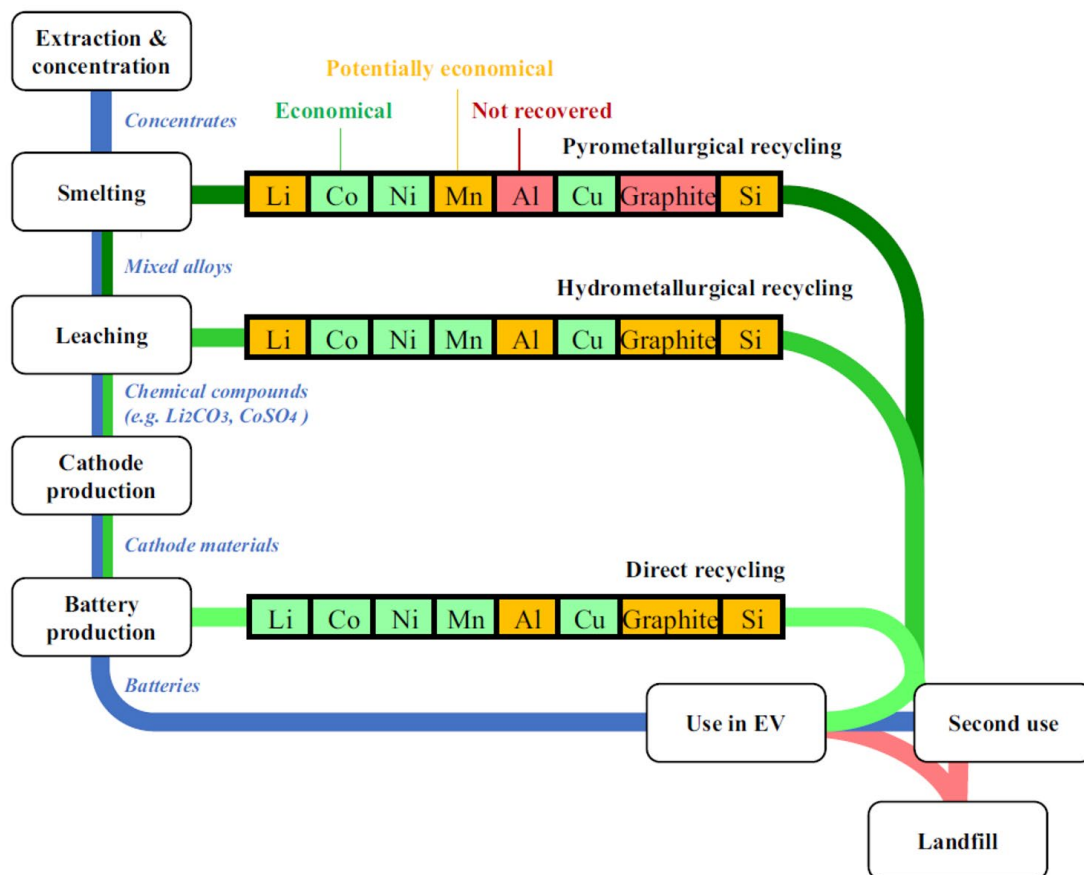 Extraction &
concentration
Potentially economical
Concentrates
Economical
Not recovered
Pyrometallurgical recycling
Smelting
Li Co Ni Mn Al Cu Graphite Si
Mixed alloys
Hydrometallurgical recycling
Leaching
Li Co Ni Mn Al Cu Graphite Si
Chemical compounds
(e.g. Li2CO3, CoSO4 )
Cathode
production
Cathode materials
Direct recycling
Battery
production
Li Co Ni Mn Al Cu Graphite Si
Batteries
Use in EV
Second use
Landfill